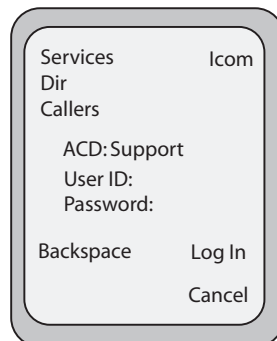 Services Icom
Dir
Callers
ACD: Support
User ID:
Password:
Backspace Log In
Cancel